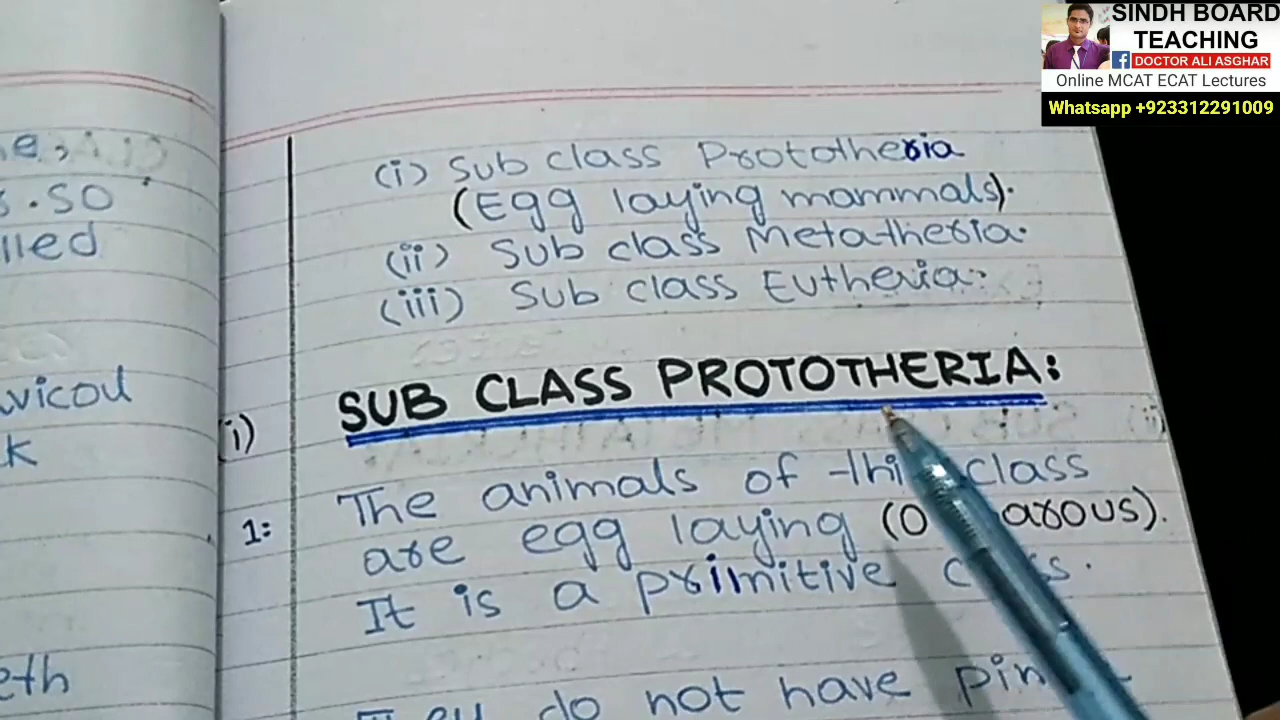 SINDH BOARD
TEACHING
DOCTOR ALI ASGHAR
Online MCAT ECAT Lectures
Whatsapp +923312291009
(i) Sub class Prototheria
(Egg laying mammals).
(ii) Sub class Metatheria.
(iii) Sub class Eutheria.
(i) SUB CLASS PROTOTHERIA:
1: The animals of class
are egg laying
It is a primitive
They do not have
so